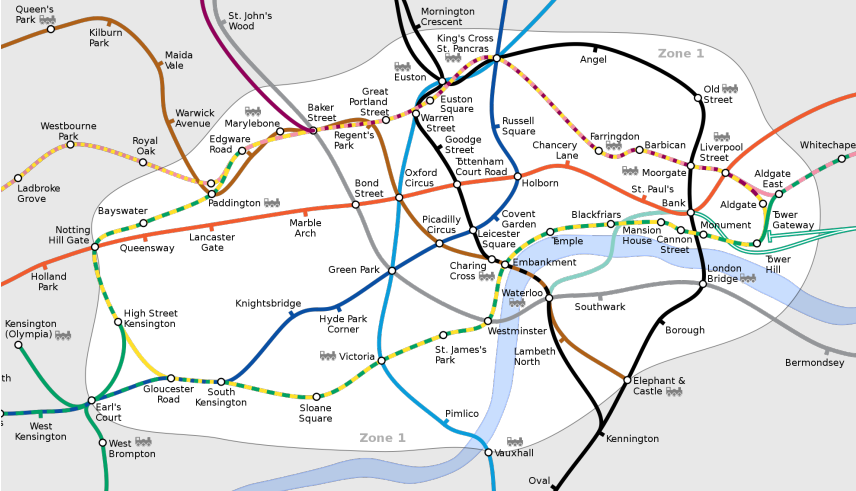 Queen's
Park
Kilburn
Park
St. John's
Wood
Mornington
Crescent
King's Cross
St. Pancras
Zone 1
Maida
Vale
Euston
Angel
Great
Portland
Street
Old
Street
Baker
Street
Marylebone
Warwick
Avenue
Euston
Square
Warren
Street
Regent's
Park
Westbourne
Park
Royal
Oak
Edgware
Road
Goodge
Street
Russell
Square
Farringdon
Barbican
Liverpool
Street
Moorgate
Whitechape
Chancery
Lane
Tottenham
Court Road
Aldgate
East
Ladbroke
Grove
Paddington
Bond
Street
Oxford
Circus
Holborn
St. Paul's
Bank
Aldgate
Bayswater
Notting
Hill Gate
Queensway
Lancaster
Gate
Marble
Arch
Piccadilly
Circus
Covent
Garden
Leicester
Square
Blackfriars
Temple
Mansion
House
Cannon
Street
Monument
Tower
Gateway
Tower
Hill
Holland
Park
Green Park
Charing
Cross
Embankment
London
Bridge
Waterloo
Southwark
Knightsbridge
Hyde Park
Corner
High Street
Kensington
Kensington
(Olympia)
Westminster
Borough
Victoria
St. James's
Park
Lambeth
North
Bermondsey
th
Gloucester
Road
South
Kensington
Sloane
Square
Elephant &
Castle
Earl's
Court
s
West
Kensington
Pimlico
West
Brompton
Zone 1
Kennington
Vauxhall
Oval